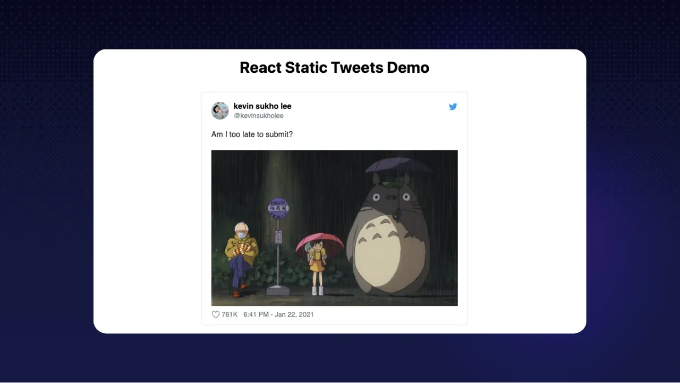 React Static Tweets Demo
kevin sukho lee
@kevinsukholee
Am I too late to submit?
761K 6:41 PM - Jan 22, 2021